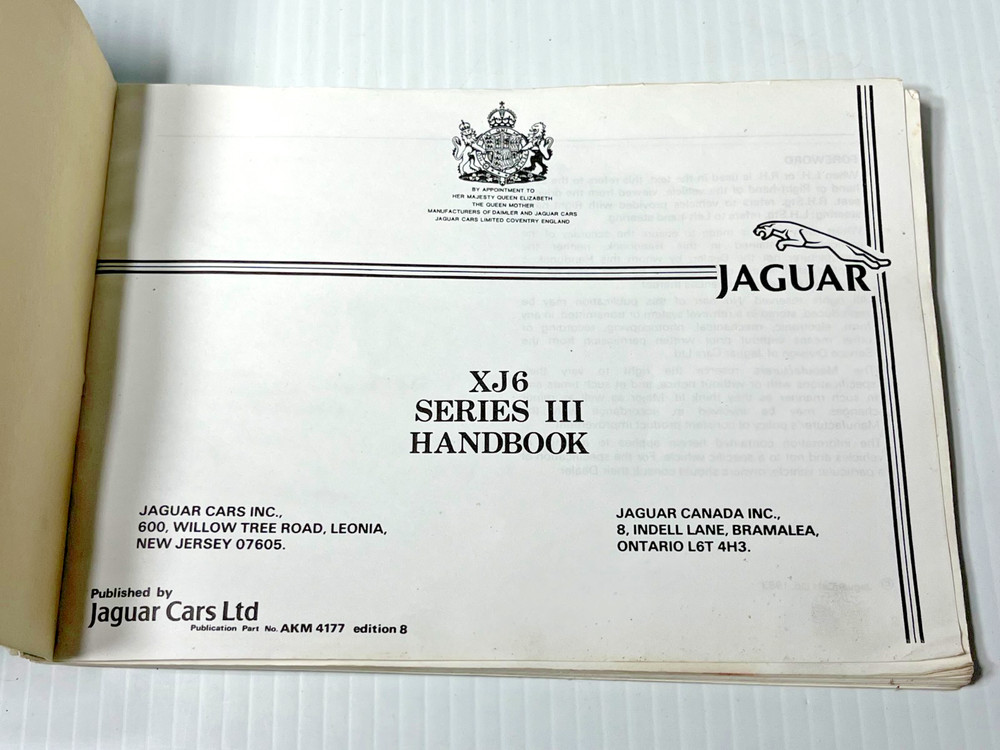 BY APPOINTMENT TO
HER MAJESTY QUEEN ELIZABETH
THE QUEEN MOTHER
MANUFACTURERS OF DAIMLER AND JAGUAR CARS
JAGUAR CARS LIMITED COVENTRY ENGLAND
JAGUAR
XJ6
SERIES III
HANDBOOK
JAGUAR CARS INC.,
600, WILLOW TREE ROAD, LEONIA,
NEW JERSEY 07605.
JAGUAR CANADA INC.,
8, INDELL LANE, BRAMALEA,
ONTARIO L6T 4H3.
Published by
Jaguar Cars Ltd
Publication Part No. AKM 4177 edition 8